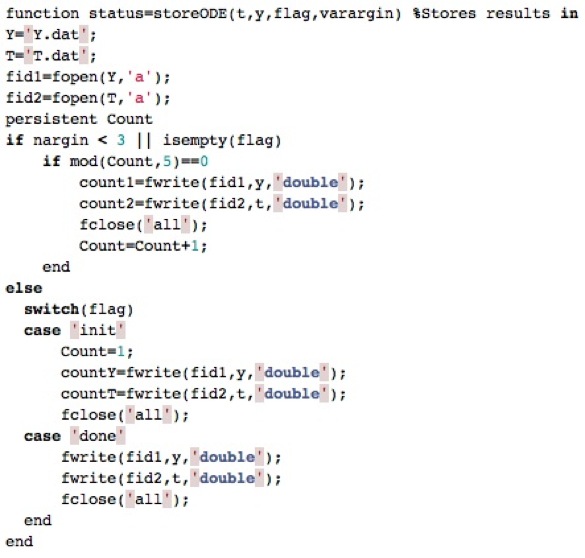 function status=storeODE(t,y,flag,varargin) %Stores results in
Y='Y.dat';
T='T.dat';
fid1=fopen(Y,'a');
fid2=fopen(T,'a');
persistent Count
if nargin < 3 || isempty(flag)
    if mod(Count,5)==0
        count1=fwrite(fid1,y,'double');
        count2=fwrite(fid2,t,'double');
        fclose('all');
        Count=Count+1;
    end
else
  switch(flag)
  case 'init'
      Count=1;
      countY=fwrite(fid1,y,'double');
      countT=fwrite(fid2,t,'double');
      fclose('all');
  case 'done'
      fwrite(fid1,y,'double');
      fwrite(fid2,t,'double');
      fclose('all');
  end
end